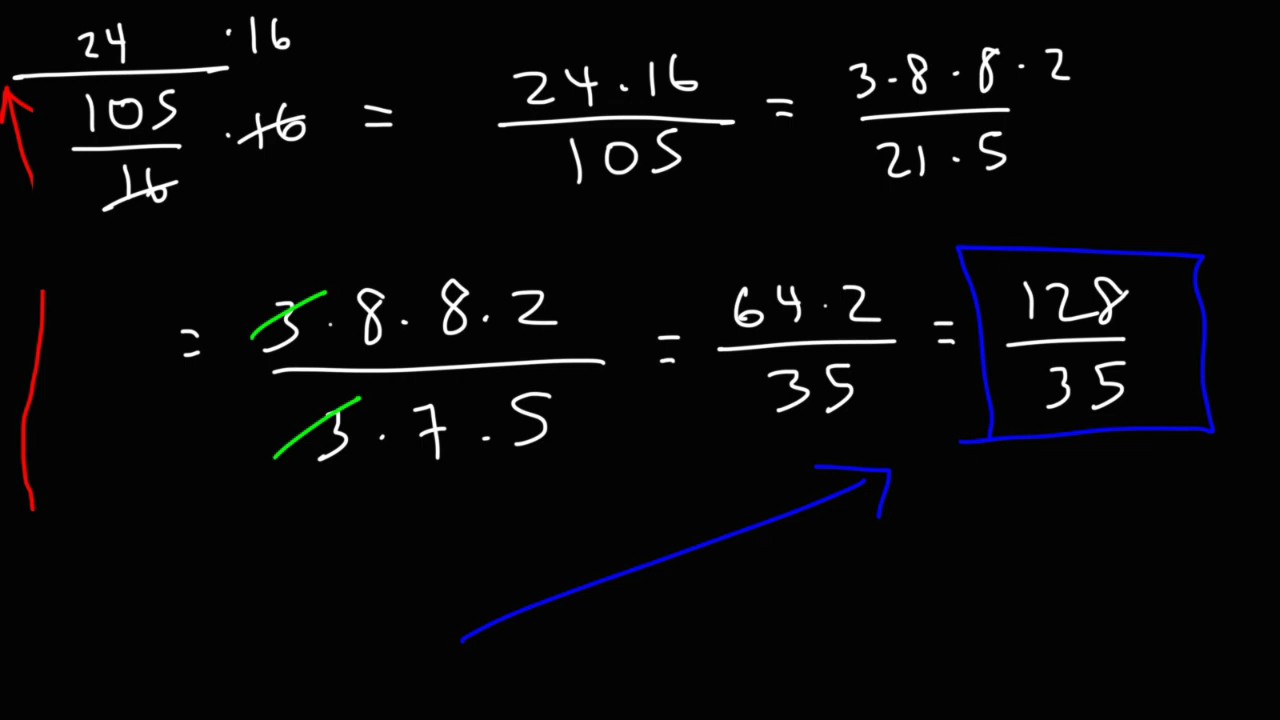 24 · 16
105 · 16 = 24 · 16 = 3 · 8 · 8 · 2
16 105 21 · 5
= 3 · 8 · 8 · 2 = 64 · 2 = 128
3 · 7 · 5 35 35